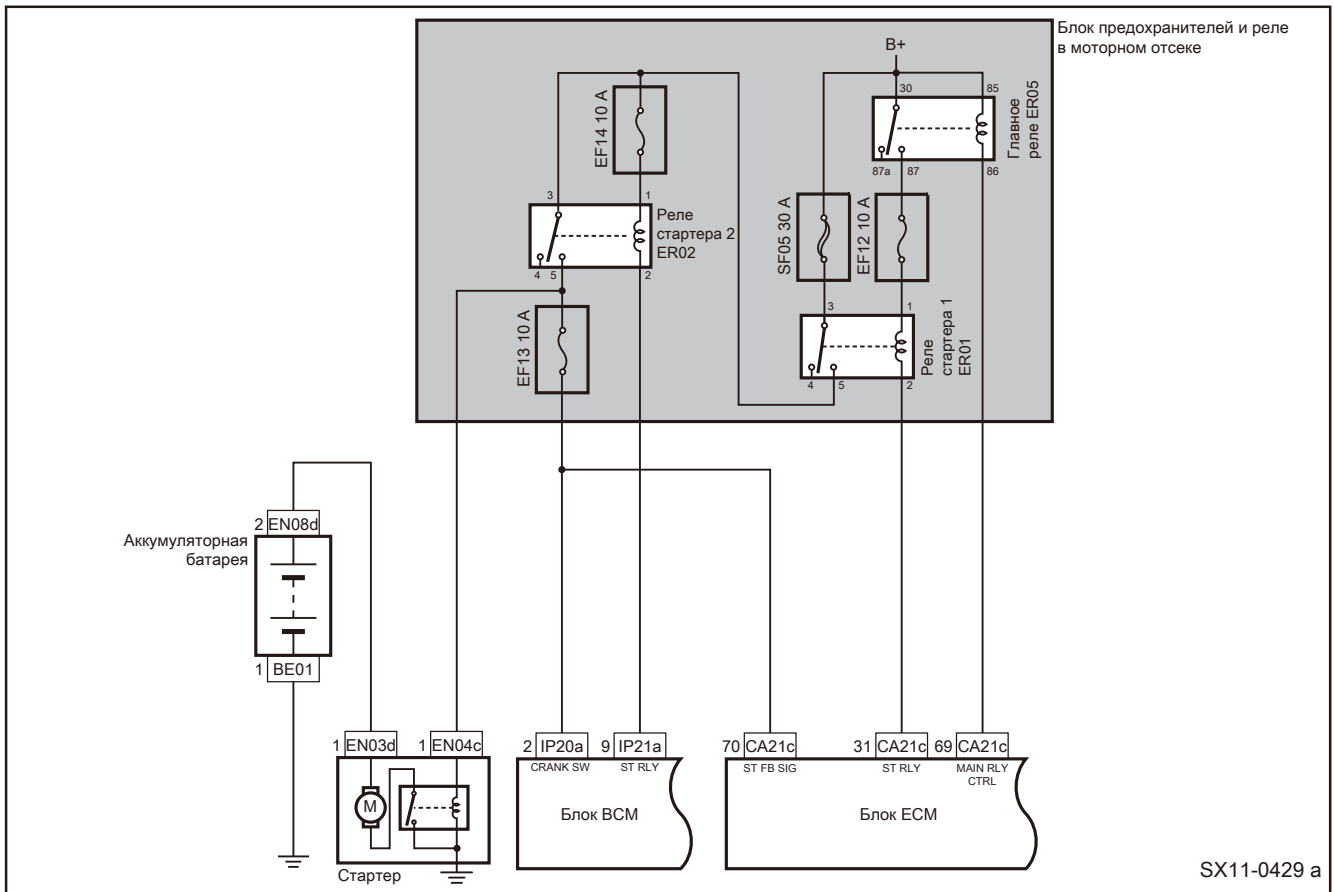 Блок предохранителей и реле
в моторном отсеке
B+
30
85
Главное
реле ER05
87a
87
86
EF14 10 A
3
1
Реле
стартера 2
ER02
4
5
2
SF05 30 A
EF12 10 A
EF13 10 A
3
1
Реле
стартера 1
ER01
4
5
2
2 EN08d
Аккумуляторная
батарея
1 BE01
1 EN03d
1 EN04c
2 IP20a
9 IP21a
70 CA21c
31 CA21c
69 CA21c
CRANK SW
ST RLY
ST FB SIG
ST RLY
MAIN RLY
CTRL
M
Блок BCM
Блок ECM
Стартер
SX11-0429 a